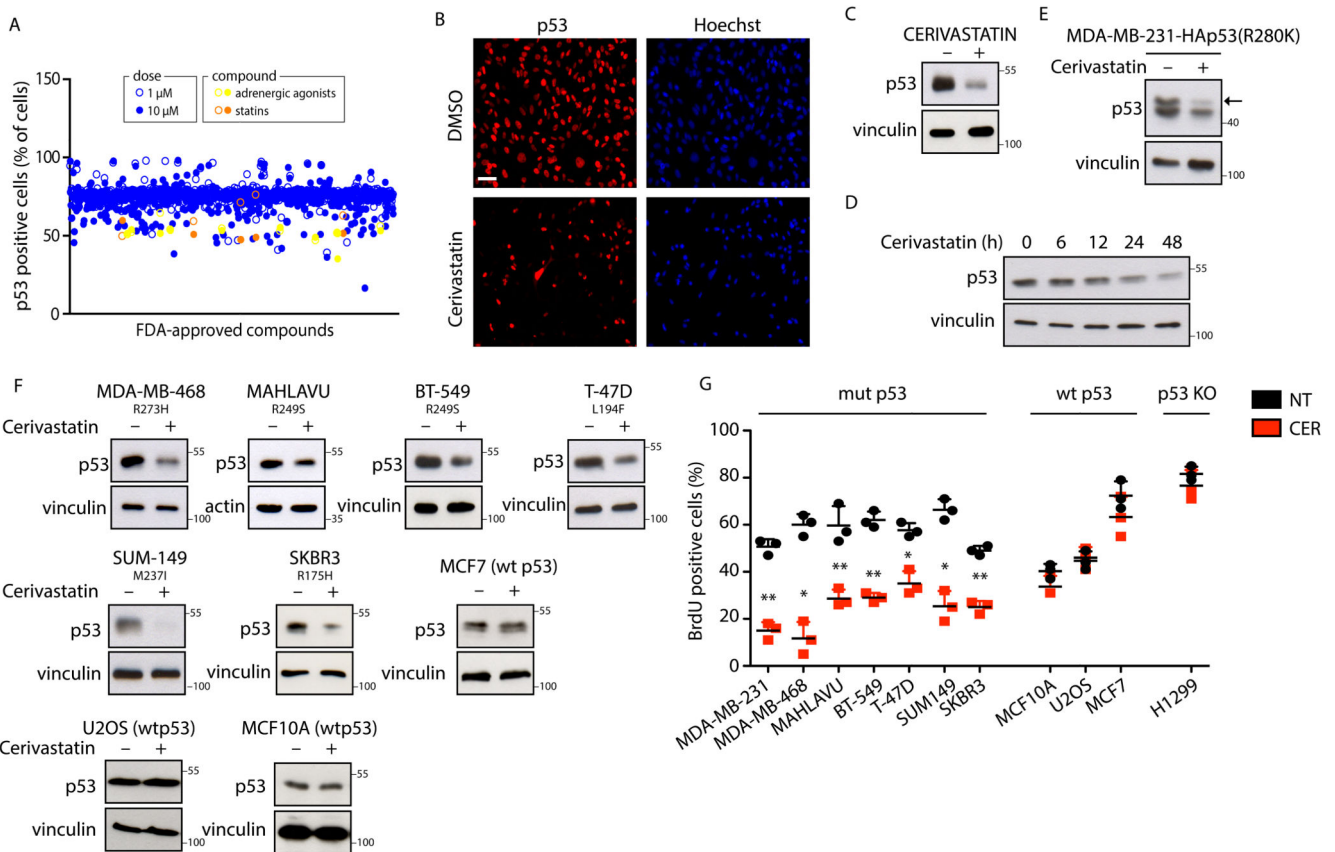 A
p53 positive cells (% of cells)
150
100
50
0
dose
1 µM
10 µM
compound
adrenergic agonists
statins
FDA-approved compounds
B
p53
Hoechst
DMSO
Cerivastatin
C
CERIVASTATIN
– +
p53
–55
vinculin
–100
E
MDA-MB-231-HAp53(R280K)
Cerivastatin – +
p53
–40
vinculin
–100
D
Cerivastatin (h) 0 6 12 24 48
p53
–55
vinculin
–100
F
MDA-MB-468
R273H
Cerivastatin – +
p53
–55
vinculin
–100
MAHLAVU
R249S
– +
p53
–55
actin
–35
BT-549
R249S
– +
p53
–55
vinculin
–100
T-47D
L194F
– +
p53
–55
vinculin
–100
SUM-149
M237I
Cerivastatin – +
p53
–55
vinculin
–100
SKBR3
R175H
– +
p53
–55
vinculin
–100
MCF7 (wt p53)
– +
p53
–55
vinculin
–100
U2OS (wtp53)
Cerivastatin – +
p53
–55
vinculin
–100
MCF10A (wtp53)
– +
p53
–55
vinculin
–100
G
mut p53
wt p53
p53 KO
NT
CER
BrdU positive cells (%)
100
80
60
40
20
0
**
*
**
**
*
*
**
MDA-MB-231
MDA-MB-468
MAHLAVU
BT-549
T-47D
SUM149
SKBR3
MCF10A
U2OS
MCF7
H1299